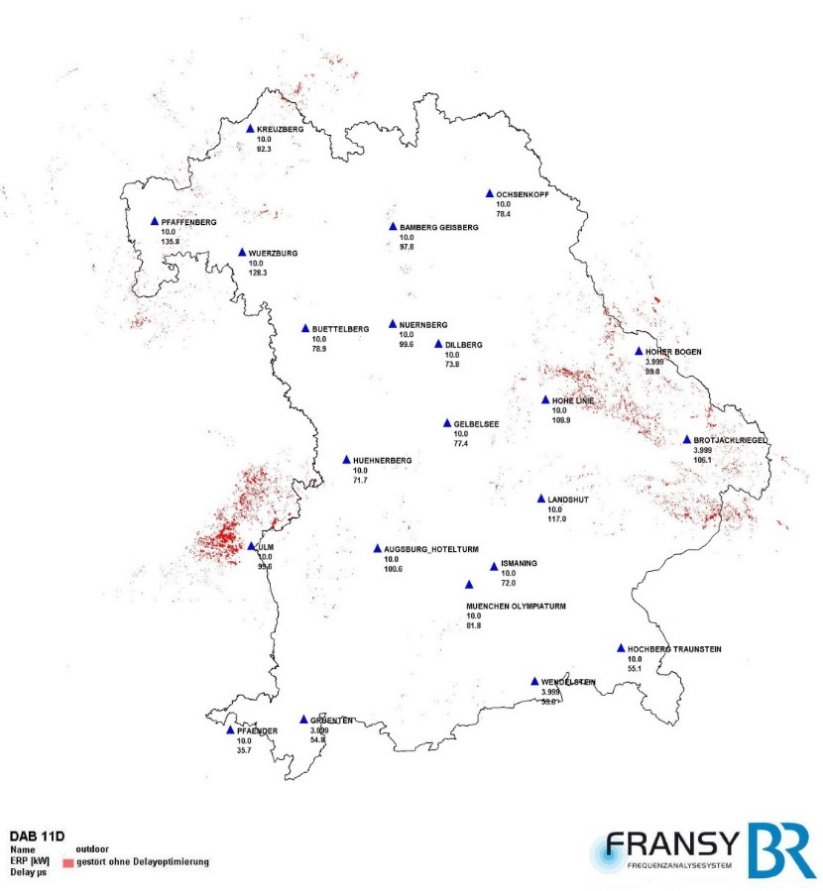 KREUZBERG
10.0
92.3
OCHSENKOPF
10.0
78.4
PFAFFENBERG
10.0
135.8
BAMBERG GEISBERG
10.0
97.8
WUERZBURG
10.0
128.3
BUETTELBERG
10.0
78.9
NUERNBERG
10.0
99.6
DILLBERG
10.0
73.8
HOHER BOGEN
3.999
99.8
HOHE LINIE
10.0
109.9
GELBELSEE
10.0
77.4
BROTJACKLRIEGEL
3.999
106.1
HUEHNERBERG
10.0
71.7
LANDSHUT
10.0
117.0
ULM
10.0
AUGSBURG_HOTELTURM
10.0
100.6
ISMANING
10.0
72.0
MUENCHEN OLYMPIATURM
10.0
81.8
HOCHBERG TRAUNSTEIN
10.0
55.1
WENDELSTEIN
3.999
GRUENTEN
3.999
PFAENDER
10.0
35.7
DAB 11D
Name outdoor
ERP [kW] gestört ohne Delayoptimierung
Delay µs
FRANSY BR
FREQUENZANALYSESYSTEM